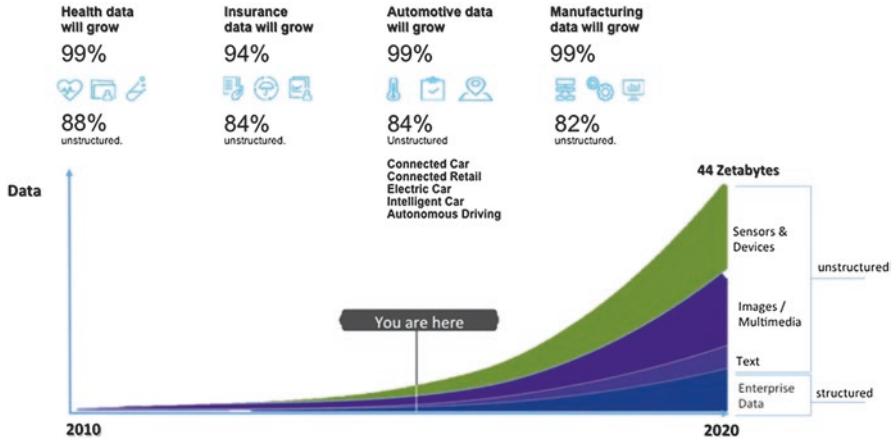 Health data
will grow
99%
88%
unstructured.
Insurance
data will grow
94%
84%
unstructured.
Automotive data
will grow
99%
84%
Unstructured
Connected Car
Connected Retail
Electric Car
Intelligent Car
Autonomous Driving
Manufacturing
data will grow
99%
82%
unstructured.
Data
44 Zetabytes
Sensors &
Devices
unstructured
Images /
Multimedia
You are here
Text
Enterprise
Data
structured
2010
2020